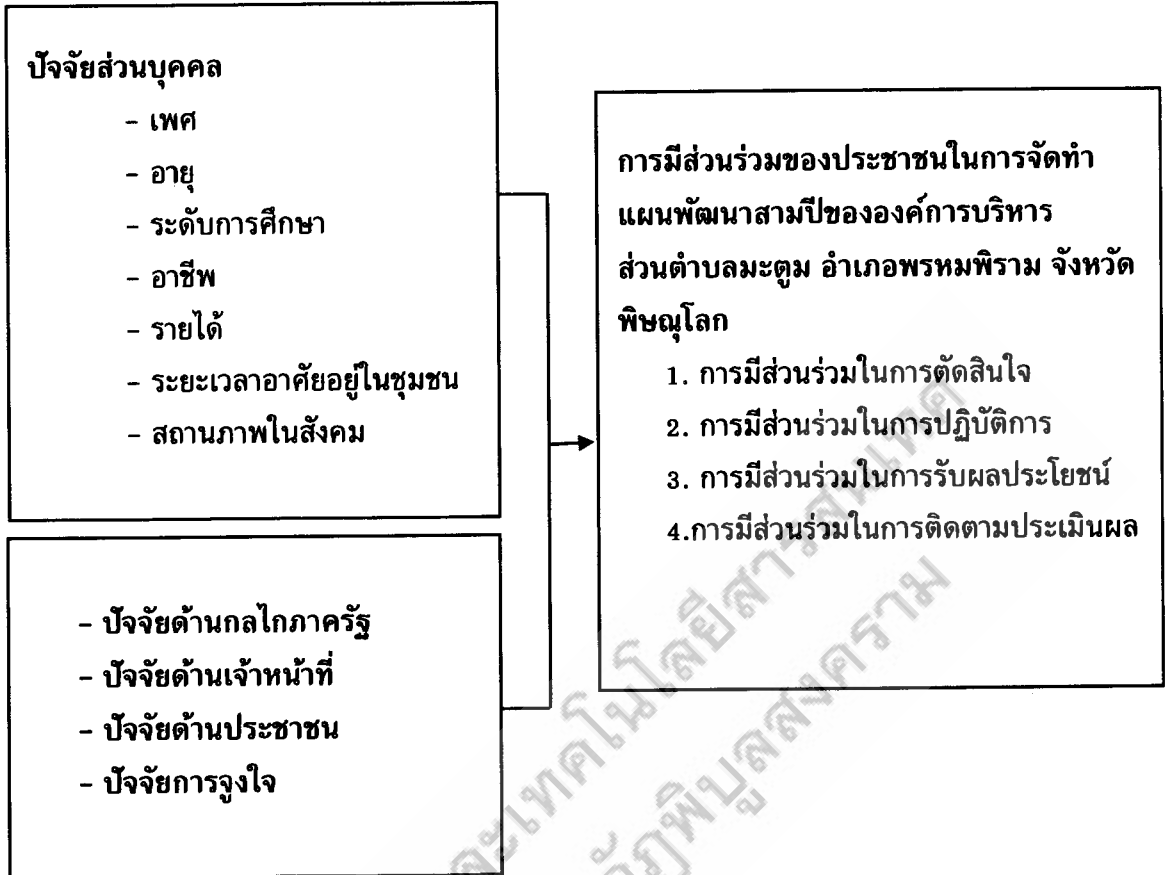 ปัจจัยส่วนบุคคล
- เพศ
- อายุ
- ระดับการศึกษา
- อาชีพ
- รายได้
- ระยะเวลาอาศัยอยู่ในชุมชน
- สถานภาพในสังคม
- ปัจจัยด้านกลไกภาครัฐ
- ปัจจัยด้านเจ้าหน้าที่
- ปัจจัยด้านประชาชน
- ปัจจัยการจูงใจ
การมีส่วนร่วมของประชาชนในการจัดทำ
แผนพัฒนาสามปีขององค์การบริหาร
ส่วนตำบลมะตูม อำเภอพรหมพิราม จังหวัด
พิษณุโลก
1. การมีส่วนร่วมในการตัดสินใจ
2. การมีส่วนร่วมในการปฏิบัติการ
3. การมีส่วนร่วมในการรับผลประโยชน์
4.การมีส่วนร่วมในการติดตามประเมินผล